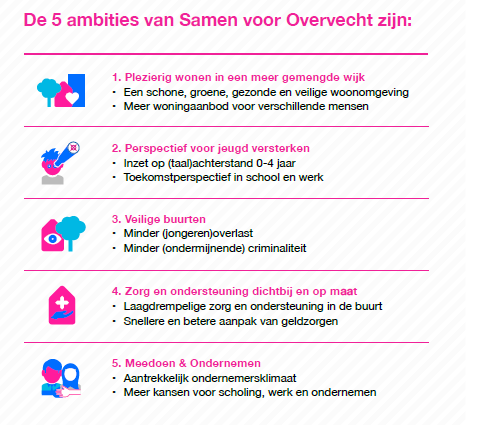 De 5 ambities van Samen voor Overvecht zijn:
1. Plezierig wonen in een meer gemengde wijk
• Een schone, groene, gezonde en veilige woonomgeving
• Meer woningaanbod voor verschillende mensen
2. Perspectief voor jeugd versterken
• Inzet op (taal)achterstand 0-4 jaar
• Toekomstperspectief in school en werk
3. Veilige buurten
• Minder (jongeren)overlast
• Minder (ondermijnende) criminaliteit
4. Zorg en ondersteuning dichtbij en op maat
• Laagdrempelige zorg en ondersteuning in de buurt
• Snellere en betere aanpak van geldzorgen
5. Meedoen & Ondernemen
• Aantrekkelijk ondernemersklimaat
• Meer kansen voor scholing, werk en ondernemen